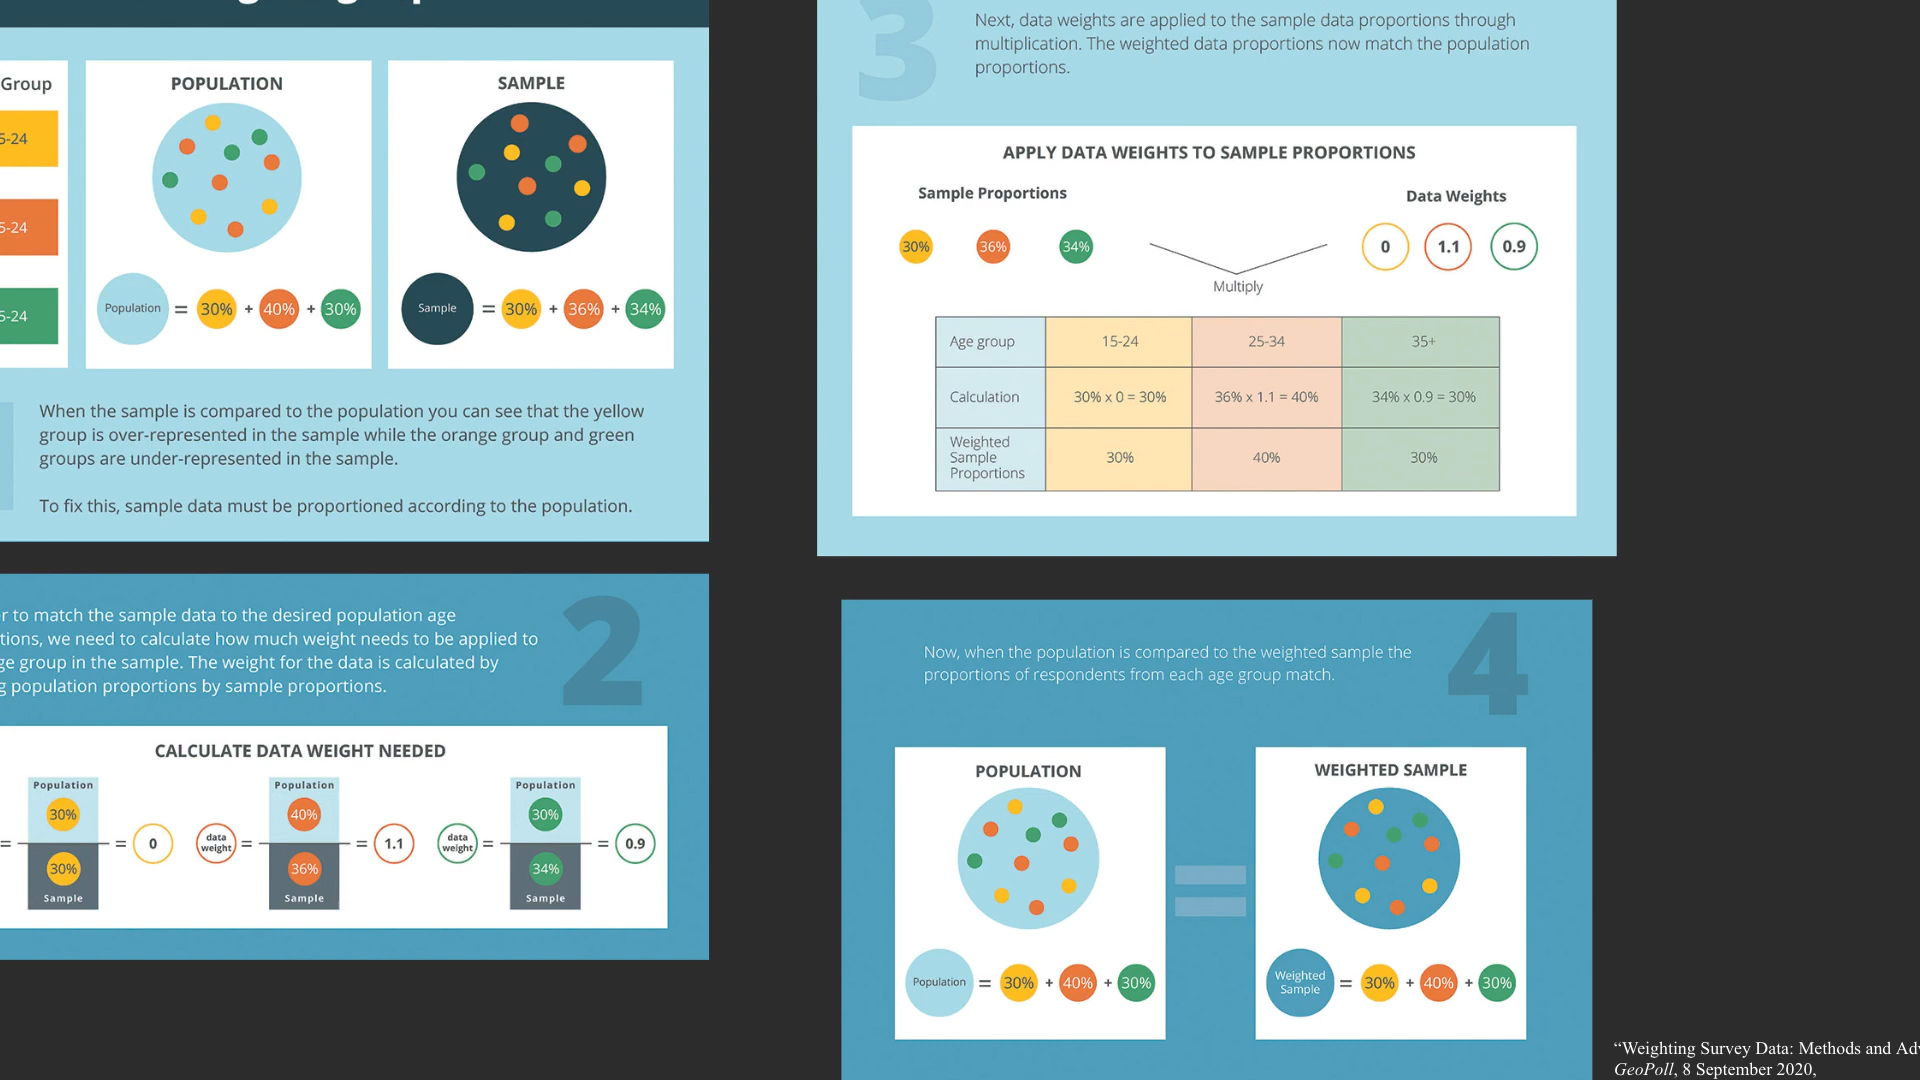 Group
5-24
5-24
5-24
POPULATION
Population = 30% + 40% + 30%
SAMPLE
Sample = 30% + 36% + 34%
When the sample is compared to the population you can see that the yellow
group is over-represented in the sample while the orange group and green
groups are under-represented in the sample.
To fix this, sample data must be proportioned according to the population.
r to match the sample data to the desired population age
tions, we need to calculate how much weight needs to be applied to
ge group in the sample. The weight for the data is calculated by
g population proportions by sample proportions.
2
CALCULATE DATA WEIGHT NEEDED
=
Population
30%
30%
Sample
= 0
data
weight
=
Population
40%
36%
Sample
= 1.1
data
weight
=
Population
30%
34%
Sample
= 0.9
3
Next, data weights are applied to the sample data proportions through
multiplication. The weighted data proportions now match the population
proportions.
APPLY DATA WEIGHTS TO SAMPLE PROPORTIONS
Sample Proportions
30% 36% 34%
Multiply
Data Weights
0 1.1 0.9
Age group 15-24 25-34 35+
Calculation 30% x 0 = 30% 36% x 1.1 = 40% 34% x 0.9 = 30%
Weighted
Sample
Proportions
30% 40% 30%
Now, when the population is compared to the weighted sample the
proportions of respondents from each age group match.
4
POPULATION
Population = 30% + 40% + 30%
=
WEIGHTED SAMPLE
Weighted
Sample
= 30% + 40% + 30%
“Weighting Survey Data: Methods and Adv
GeoPoll, 8 September 2020,